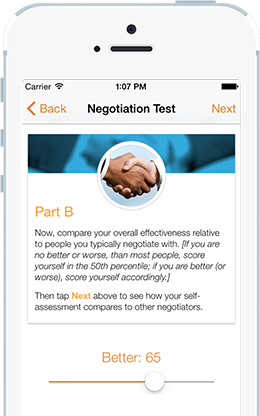 Carrier 1:07 PM
Back Negotiation Test Next
Part B
Now, compare your overall effectiveness relative
to people you typically negotiate with. [If you are
no better or worse, than most people, score
yourself in the 50th percentile; if you are better (or
worse), score yourself accordingly.]
Then tap Next above to see how your self-
assessment compares to other negotiators.
Better: 65